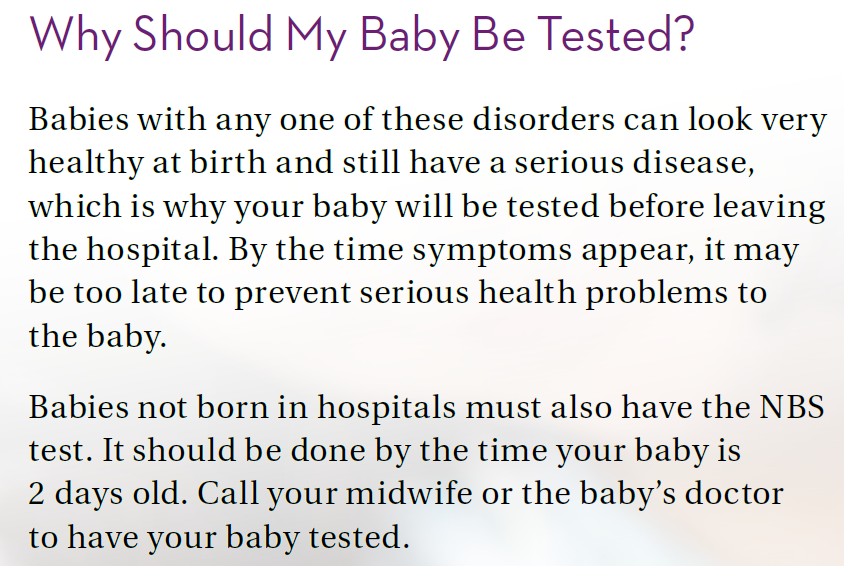 Why Should My Baby Be Tested?
Babies with any one of these disorders can look very
healthy at birth and still have a serious disease,
which is why your baby will be tested before leaving
the hospital. By the time symptoms appear, it may
be too late to prevent serious health problems to
the baby.
Babies not born in hospitals must also have the NBS
test. It should be done by the time your baby is
2 days old. Call your midwife or the baby’s doctor
to have your baby tested.